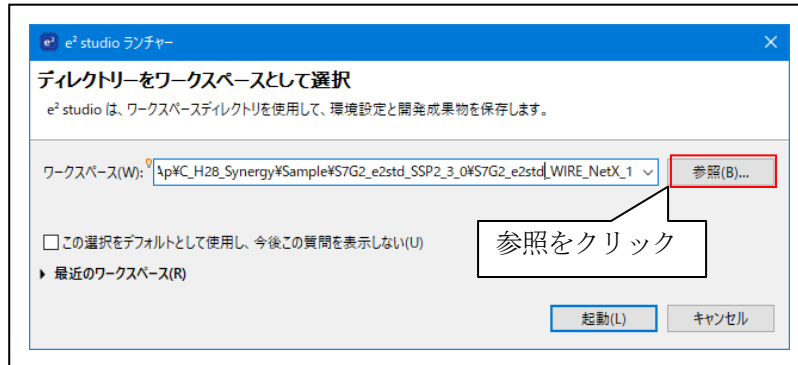 e² studio ランチャー
ディレクトリーをワークスペースとして選択
e² studio は、ワークスペースディレクトリを使用して、環境設定と開発成果物を保存します。
ワークスペース(W): Ap¥C_H28_Synergy¥Sample¥S7G2_e2std_SSP2_3_0¥S7G2_e2std_WIRE_NetX_1 参照(B)...
この選択をデフォルトとして使用し、今後この質問を表示しない(U)
参照をクリック
最近のワークスペース(R)
起動(L) キャンセル